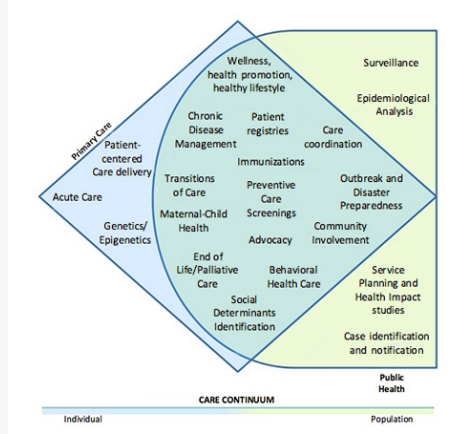 Wellness,
health promotion,
healthy lifestyle
Surveillance
Epidemiological
Analysis
Chronic
Disease
Management
Patient
registries
Care
coordination
Primary Care
Patient-
centered
Care delivery
Immunizations
Acute Care
Transitions
of Care
Preventive
Care
Screenings
Outbreak and
Disaster
Preparedness
Genetics/
Epigenetics
Maternal-Child
Health
Advocacy
Community
Involvement
End of
Life/Palliative
Care
Behavioral
Health Care
Service
Planning and
Health Impact
studies
Social
Determinants
Identification
Case identification
and notification
Public
Health
CARE CONTINUUM
Individual
Population